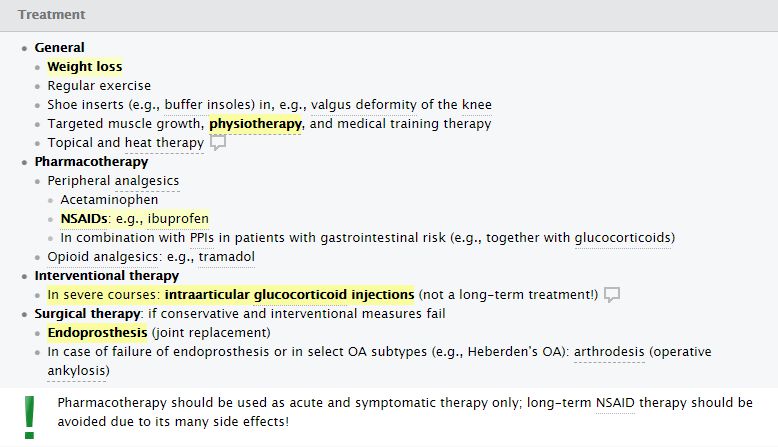 Treatment
General
Weight loss
Regular exercise
Shoe inserts (e.g., buffer insoles) in, e.g., valgus deformity of the knee
Targeted muscle growth, physiotherapy, and medical training therapy
Topical and heat therapy
Pharmacotherapy
Peripheral analgesics
Acetaminophen
NSAIDs: e.g., ibuprofen
In combination with PPIs in patients with gastrointestinal risk (e.g., together with glucocorticoids)
Opioid analgesics: e.g., tramadol
Interventional therapy
In severe courses: intraarticular glucocorticoid injections (not a long-term treatment!)
Surgical therapy: if conservative and interventional measures fail
Endoprosthesis (joint replacement)
In case of failure of endoprosthesis or in select OA subtypes (e.g., Heberden's OA): arthrodesis (operative
ankylosis)
Pharmacotherapy should be used as acute and symptomatic therapy only; long-term NSAID therapy should be
avoided due to its many side effects!